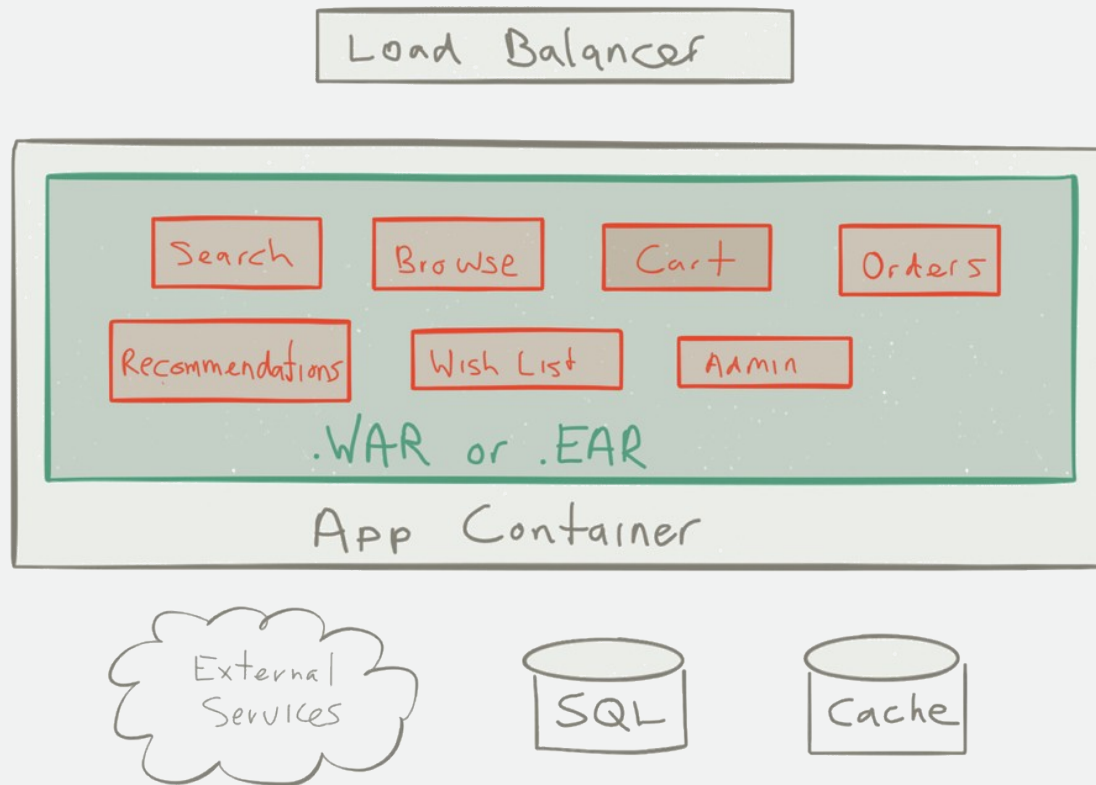 Load Balancer
Search
Browse
Cart
Orders
Recommendations
Wish List
Admin
.WAR or .EAR
App Container
External
Services
SQL
Cache